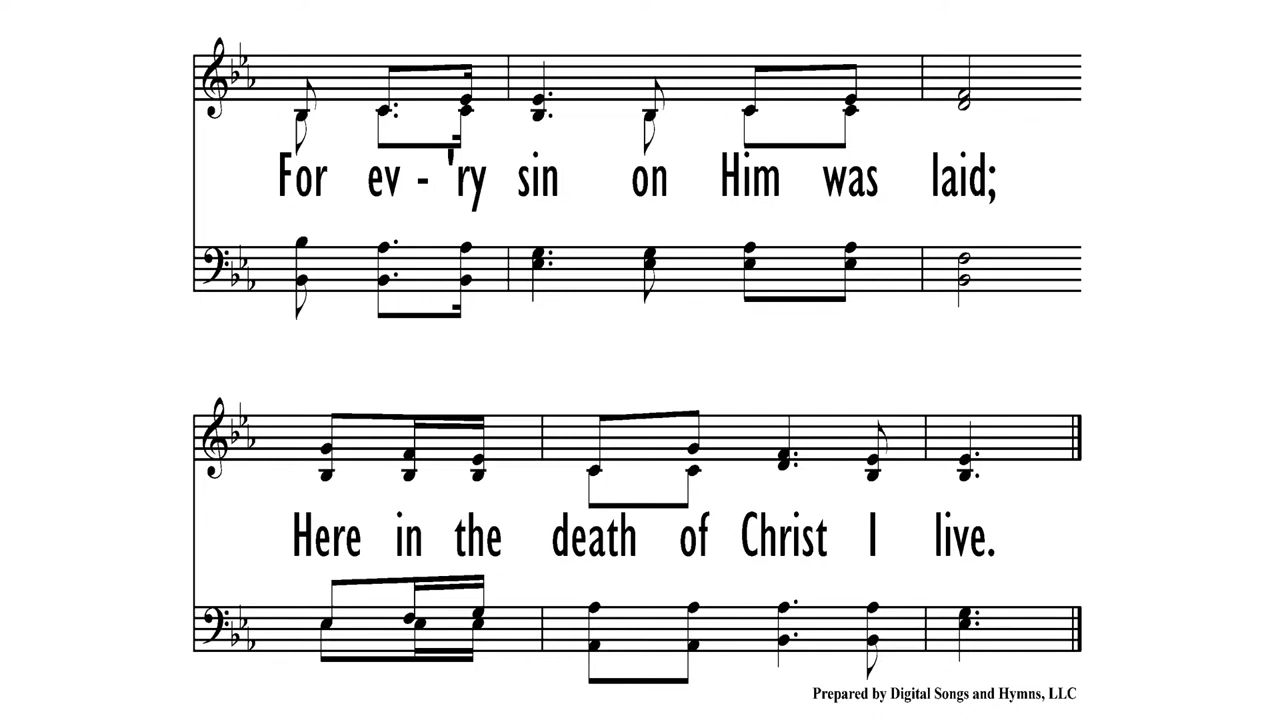 For ev - 'ry sin on Him was laid;
Here in the death of Christ I live.
Prepared by Digital Songs and Hymns, LLC